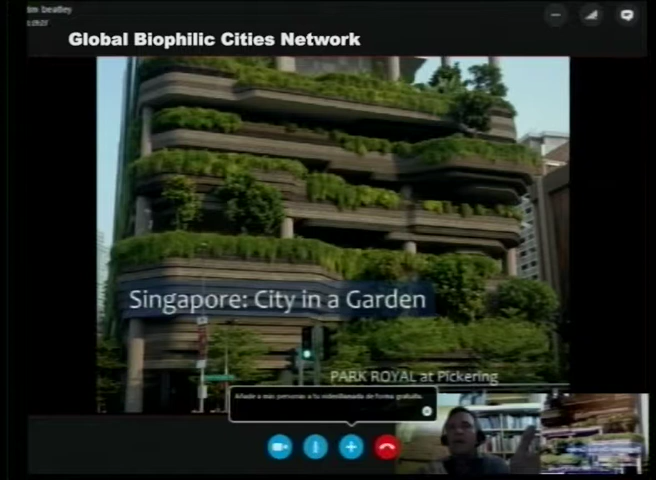 tim beatley
Global Biophilic Cities Network
Singapore: City in a Garden
PARK ROYAL at Pickering
Añade a más personas a tu videollamada de forma gratuita.